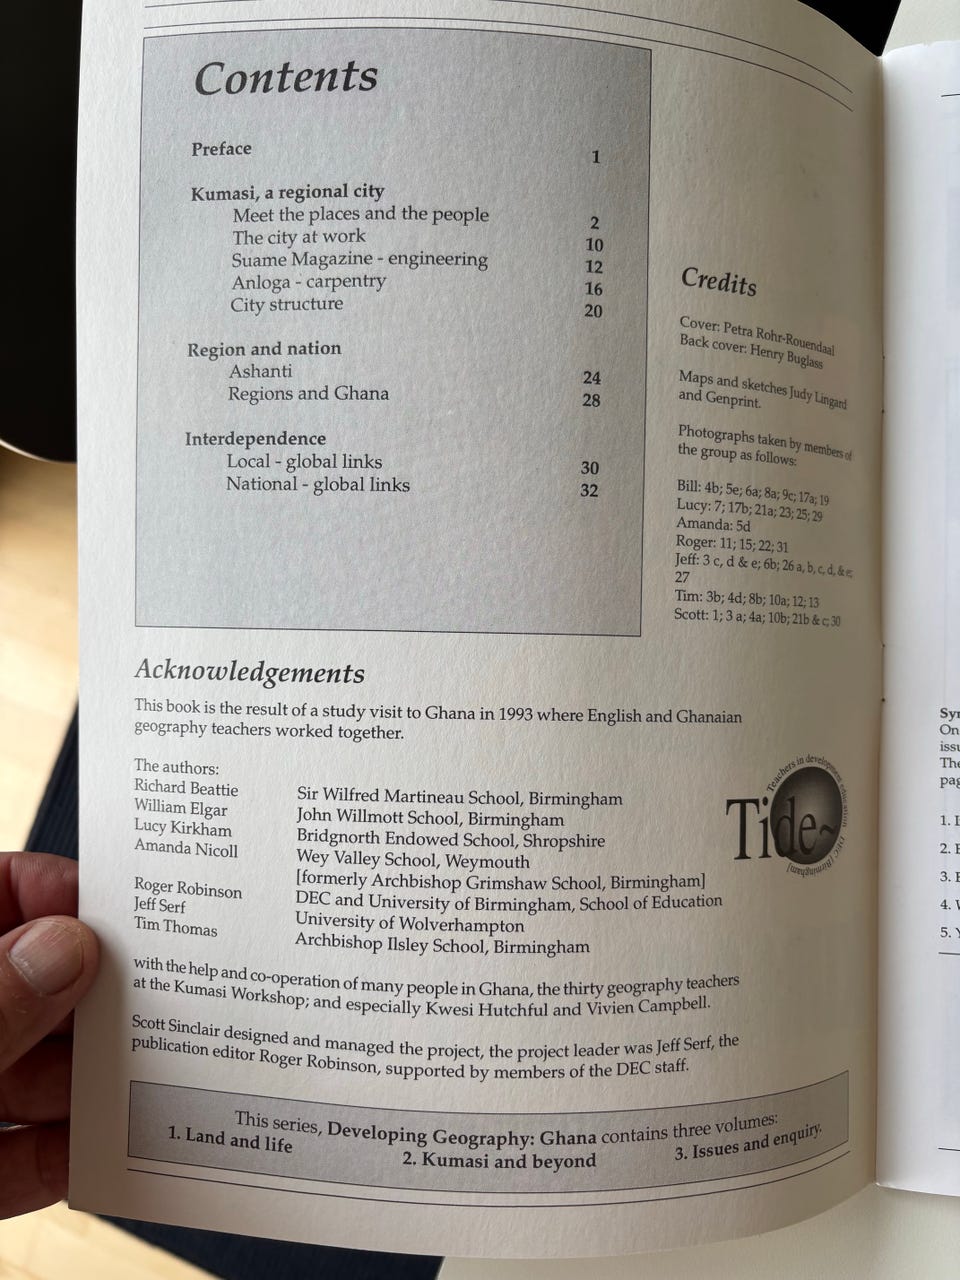 Contents
Preface 1
Kumasi, a regional city
Meet the places and the people 2
The city at work 10
Suame Magazine - engineering 12
Anloga - carpentry 16
City structure 20
Region and nation
Ashanti 24
Regions and Ghana 28
Interdependence
Local - global links 30
National - global links 32
Credits
Cover: Petra Rohr-Rouendaal
Back cover: Henry Buglass
Maps and sketches Judy Lingard
and Genprint.
Photographs taken by members of
the group as follows:
Bill: 4b; 5e; 6a; 8a; 9c; 17a; 19
Lucy: 7; 17b; 21a; 23; 25; 29
Amanda: 5d
Roger: 11; 15; 22; 31
Jeff: 3 c, d & e; 6b; 26 a, b, c, d, & e;
27
Tim: 3b; 4d; 8b; 10a; 12; 13
Scott: 1; 3 a; 4a; 10b; 21b & c; 30
Acknowledgements
This book is the result of a study visit to Ghana in 1993 where English and Ghanaian
geography teachers worked together.
The authors:
Richard Beattie Sir Wilfred Martineau School, Birmingham
William Elgar John Willmott School, Birmingham
Lucy Kirkham Bridgnorth Endowed School, Shropshire
Amanda Nicoll Wey Valley School, Weymouth
[formerly Archbishop Grimshaw School, Birmingham]
Roger Robinson DEC and University of Birmingham, School of Education
Jeff Serf University of Wolverhampton
Tim Thomas Archbishop Ilsley School, Birmingham
Teachers in development education
Tide~
DEC [Birmingham]
with the help and co-operation of many people in Ghana, the thirty geography teachers
at the Kumasi Workshop; and especially Kwesi Hutchful and Vivien Campbell.
Scott Sinclair designed and managed the project, the project leader was Jeff Serf, the
publication editor Roger Robinson, supported by members of the DEC staff.
This series, Developing Geography: Ghana contains three volumes:
1. Land and life 2. Kumasi and beyond 3. Issues and enquiry.
On
The
1.
2.
3.
4.
5.